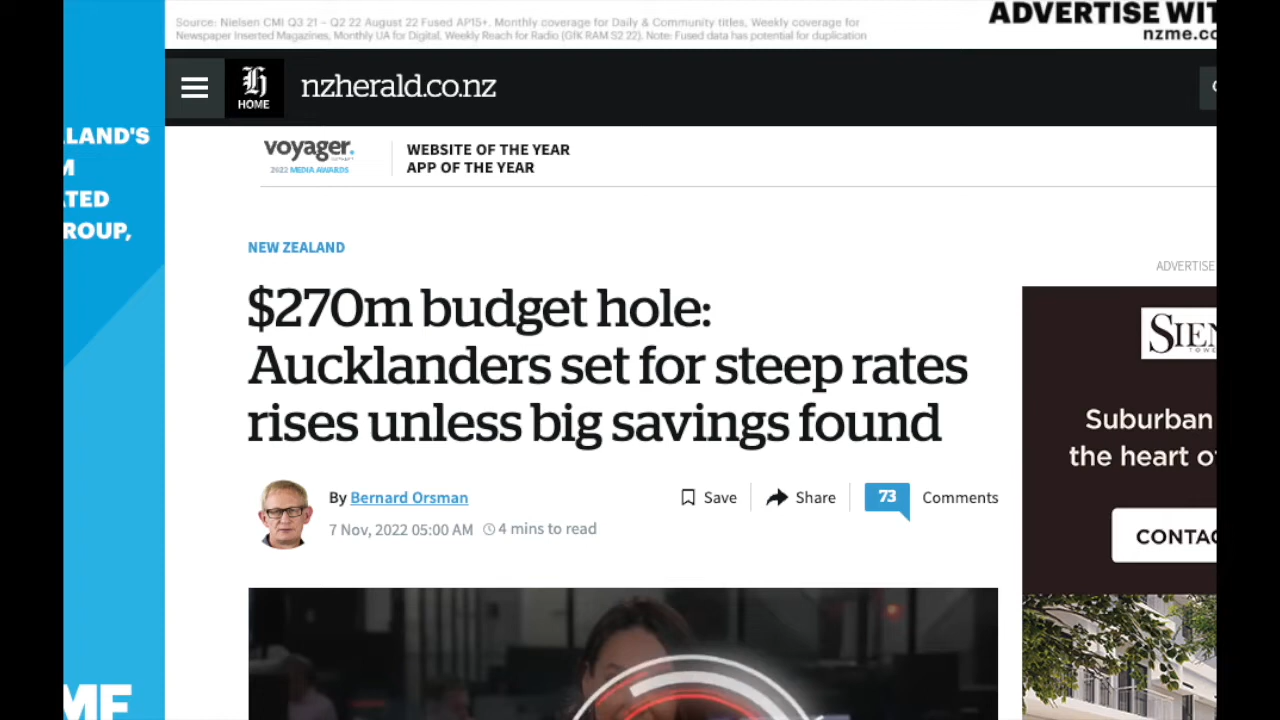 Source: Nielsen CMI Q3 21 – Q2 22 August 22 Fused AP15+. Monthly coverage for Daily & Community titles, Weekly coverage for
Newspaper Inserted Magazines, Monthly UA for Digital, Weekly Reach for Radio (GfK RAM S2 22). Note: Fused data has potential for duplication
ADVERTISE WIT
nzme.co
HOME
nzherald.co.nz
LAND'S
M
ATED
ROUP,
voyager.
2022 MEDIA AWARDS
WEBSITE OF THE YEAR
APP OF THE YEAR
NEW ZEALAND
ADVERTISE
$270m budget hole:
Aucklanders set for steep rates
rises unless big savings found
SIEN
TOWE
Suburban
the heart o
CONTAC
By Bernard Orsman
Save
Share
73
Comments
7 Nov, 2022 05:00 AM
4 mins to read
MF